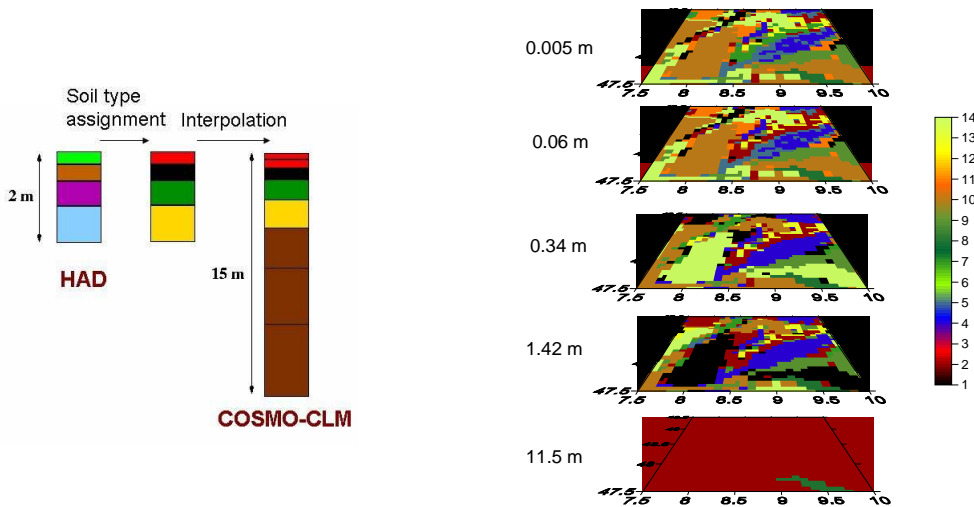 Soil type
assignment
Interpolation
2 m
15 m
HAD
COSMO-CLM
0.005 m
47.5
7.5 8 8.5 9 9.5 10
0.06 m
47.5
7.5 8 8.5 9 9.5 10
0.34 m
47.5
7.5 8 8.5 9 9.5 10
1.42 m
47.5
7.5 8 8.5 9 9.5 10
11.5 m
48
47.5
7.5 8 8.5 9 9.5 10
14
13
12
11
10
9
8
7
6
5
4
3
2
1